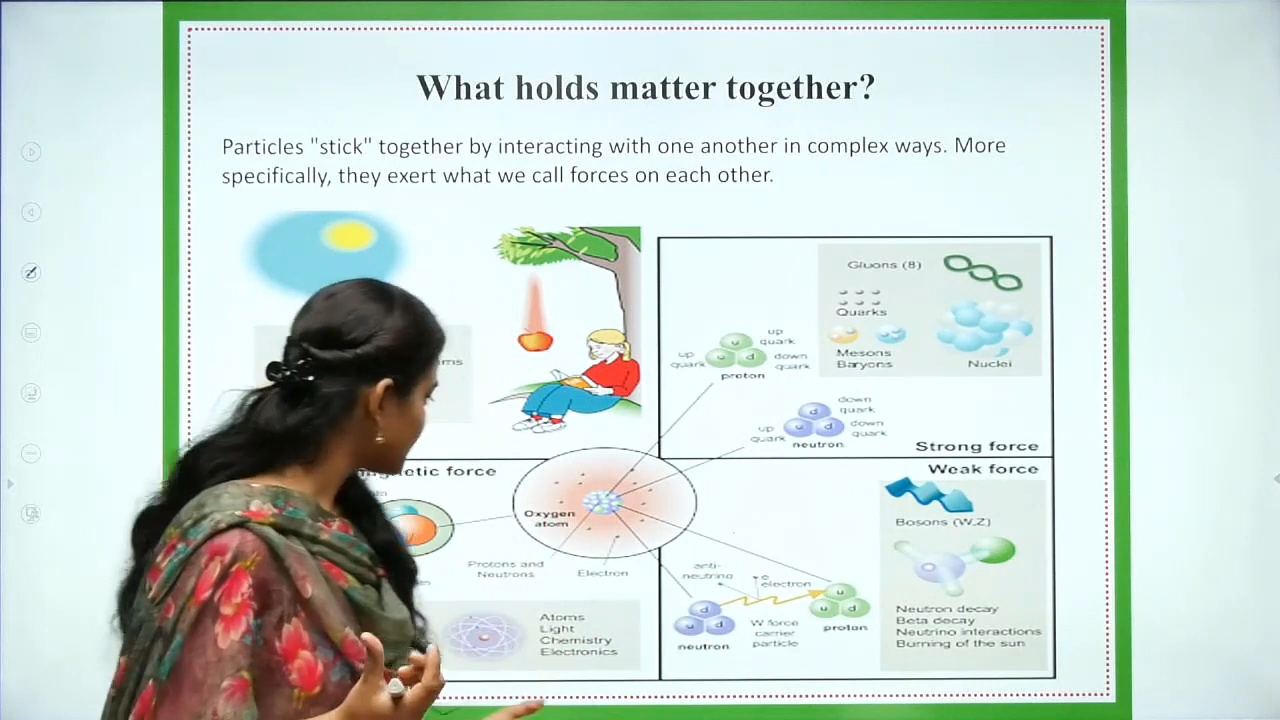 What holds matter together?
Particles "stick" together by interacting with one another in complex ways. More
specifically, they exert what we call forces on each other.
Gluons (8)
Quarks
Mesons
Baryons
Nuclei
up
quark
up
quark
down
quark
u
u
d
proton
down
quark
up
quark
down
quark
d
u
d
neutron
Strong force
force
Oxygen
atom
Protons and
Neutrons
Electron
Atoms
Light
Chemistry
Electronics
Weak force
Bosons (W,Z)
anti-
neutrino
e
electron
d
u
d
neutron
W force
carrier
particle
u
u
d
proton
Neutron decay
Beta decay
Neutrino interactions
Burning of the sun